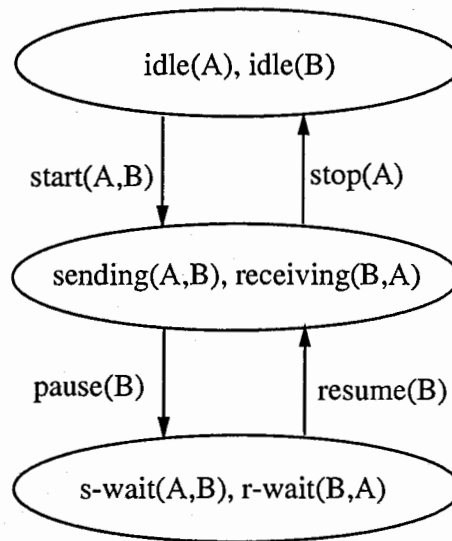 idle(A), idle(B)
start(A,B)
stop(A)
sending(A,B), receiving(B,A)
pause(B)
resume(B)
s-wait(A,B), r-wait(B,A)